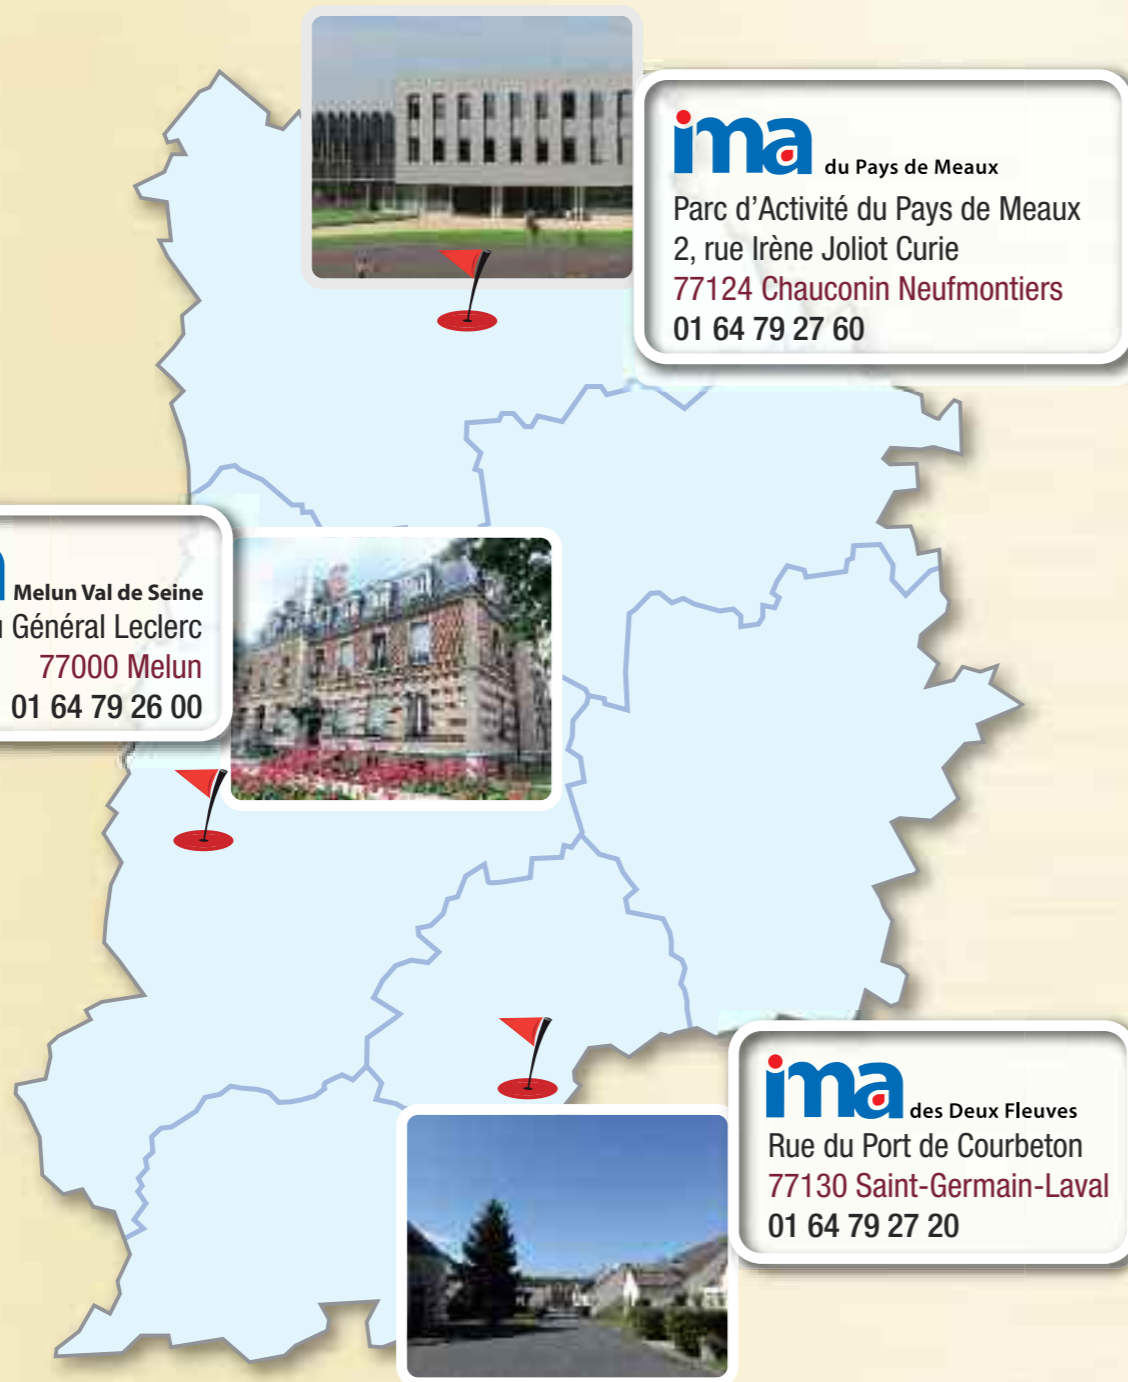 ima du Pays de Meaux
Parc d’Activité du Pays de Meaux
2, rue Irène Joliot Curie
77124 Chauconin Neufmontiers
01 64 79 27 60
Melun Val de Seine
Général Leclerc
77000 Melun
01 64 79 26 00
ima des Deux Fleuves
Rue du Port de Courbeton
77130 Saint-Germain-Laval
01 64 79 27 20